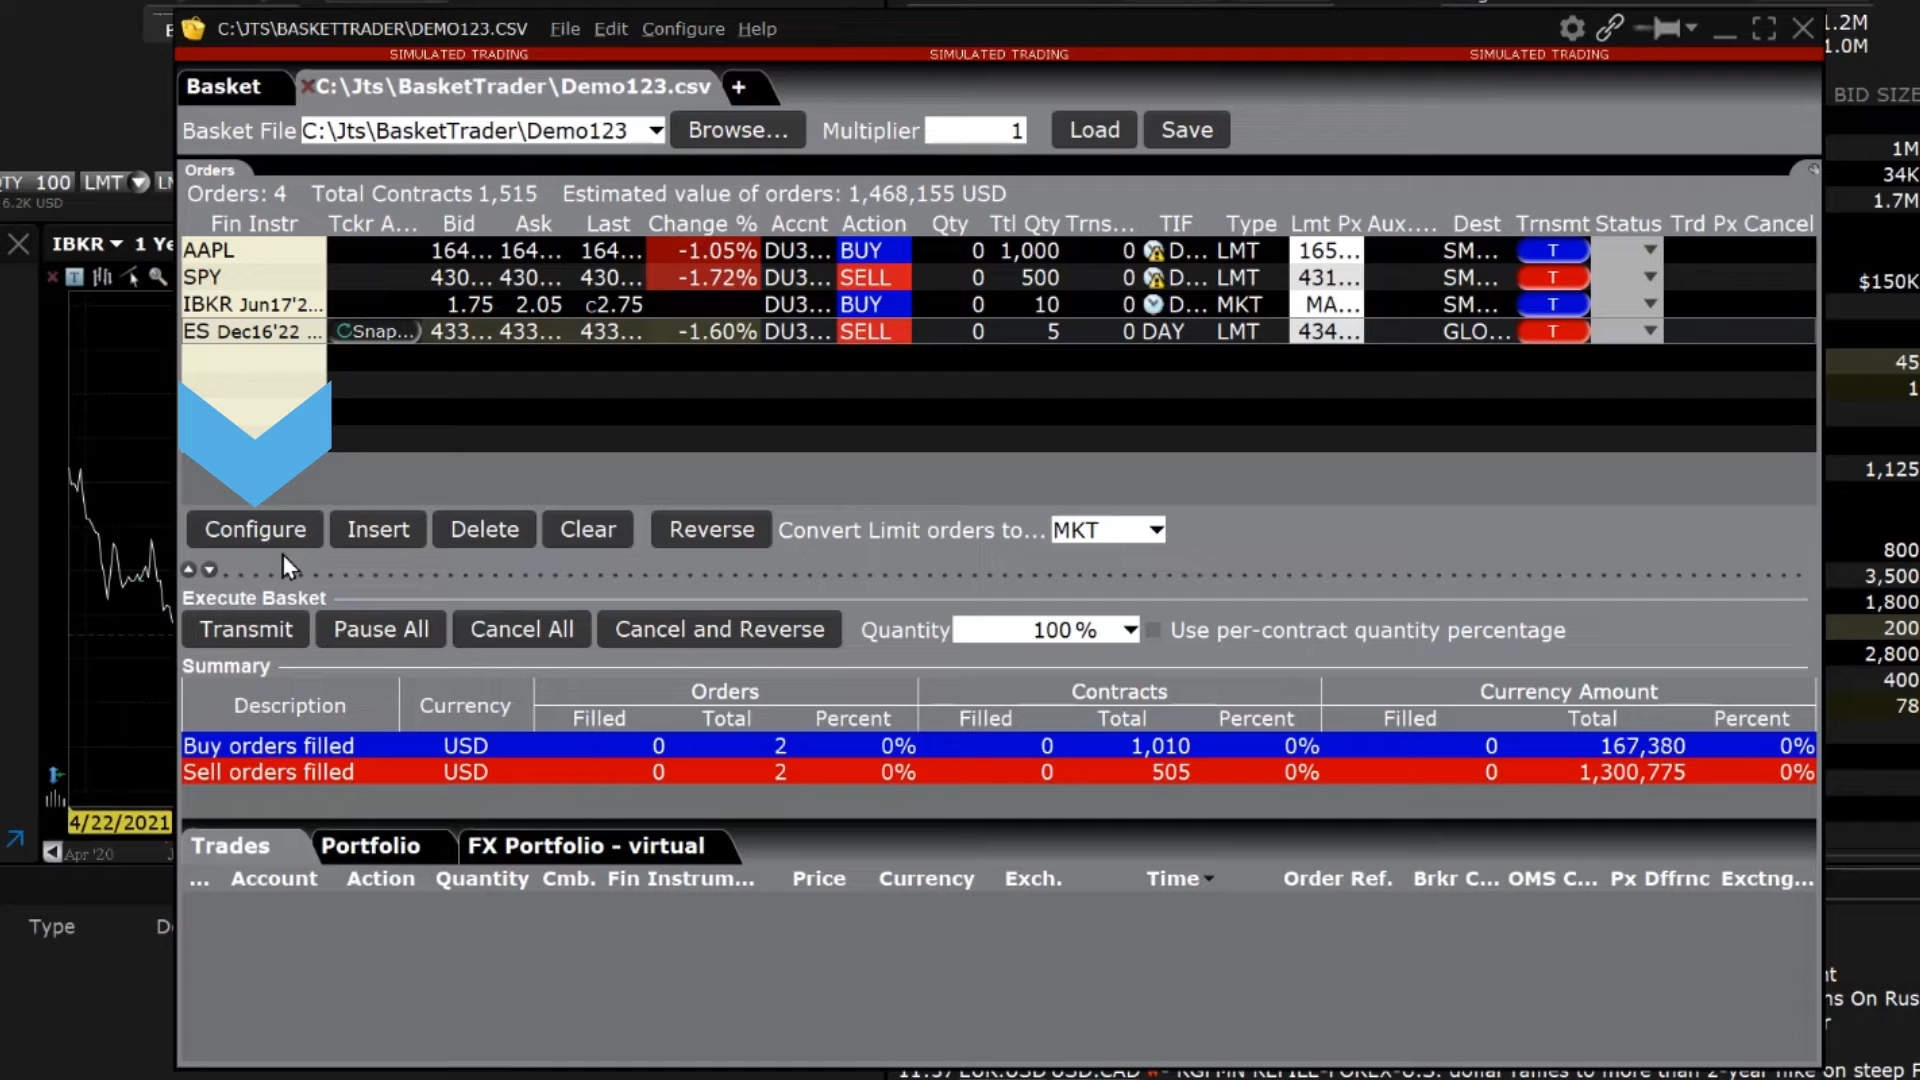 C:\JTS\BASKETTRADER\DEMO123.CSV File Edit Configure Help
SIMULATED TRADING SIMULATED TRADING SIMULATED TRADING
Basket C:\Jts\BasketTrader\Demo123.csv +
Basket File C:\Jts\BasketTrader\Demo123 Browse... Multiplier 1 Load Save
Orders
Orders: 4 Total Contracts 1,515 Estimated value of orders: 1,468,155 USD
Fin Instr Tckr A... Bid Ask Last Change % Accnt Action Qty Ttl Qty Trns... TIF Type Lmt Px Aux.... Dest Trnsmt Status Trd Px Cancel
AAPL 164... 164... 164... -1.05% DU3... BUY 0 1,000 0 D... LMT 165... SM... T
SPY 430... 430... 430... -1.72% DU3... SELL 0 500 0 D... LMT 431... SM... T
IBKR Jun17'2... 1.75 2.05 c2.75 DU3... BUY 0 10 0 D... MKT MA... SM... T
ES Dec16'22 ... Snap... 433... 433... 433... -1.60% DU3... SELL 0 5 0 DAY LMT 434... GLO... T
Configure Insert Delete Clear Reverse Convert Limit orders to... MKT
Execute Basket
Transmit Pause All Cancel All Cancel and Reverse Quantity 100% Use per-contract quantity percentage
Summary
Description Currency Orders Contracts Currency Amount
Filled Total Percent Filled Total Percent Filled Total Percent
Buy orders filled USD 0 2 0% 0 1,010 0% 0 167,380 0%
Sell orders filled USD 0 2 0% 0 505 0% 0 1,300,775 0%
Trades Portfolio FX Portfolio - virtual
... Account Action Quantity Cmb. Fin Instrum... Price Currency Exch. Time Order Ref. Brkr C... OMS C... Px Dffrnc Exctng...
QTY 100 LMT
6.2K USD
IBKR 1 Ye
4/22/2021
Apr '20
Type
1.2M
1.0M
BID SIZE
1M
34K
1.7M
$150K
45
1
1,125
800
3,500
1,800
200
2,800
400
78
ns On Rus
on steep F